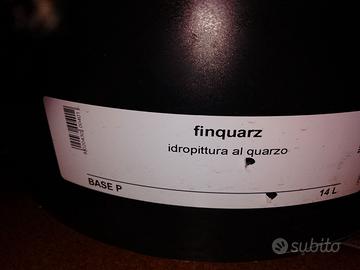 finquarz
idropittura al quarzo
BASE P
14 L
subito